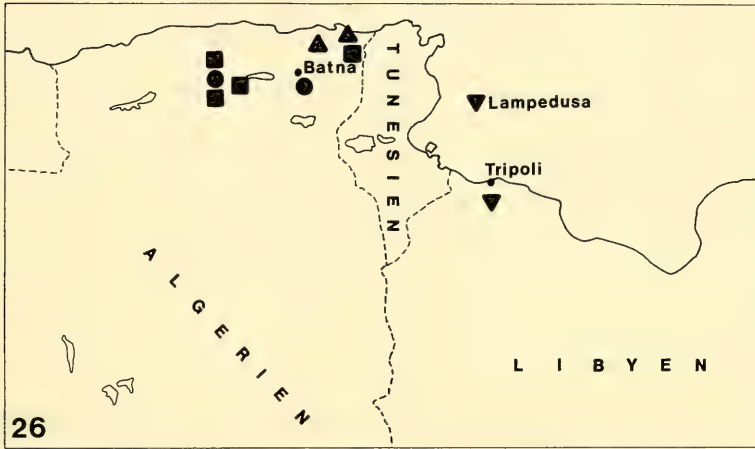 Batna
TUNESIEN
Lampedusa
Tripoli
ALGERIEN
LIBYEN
26